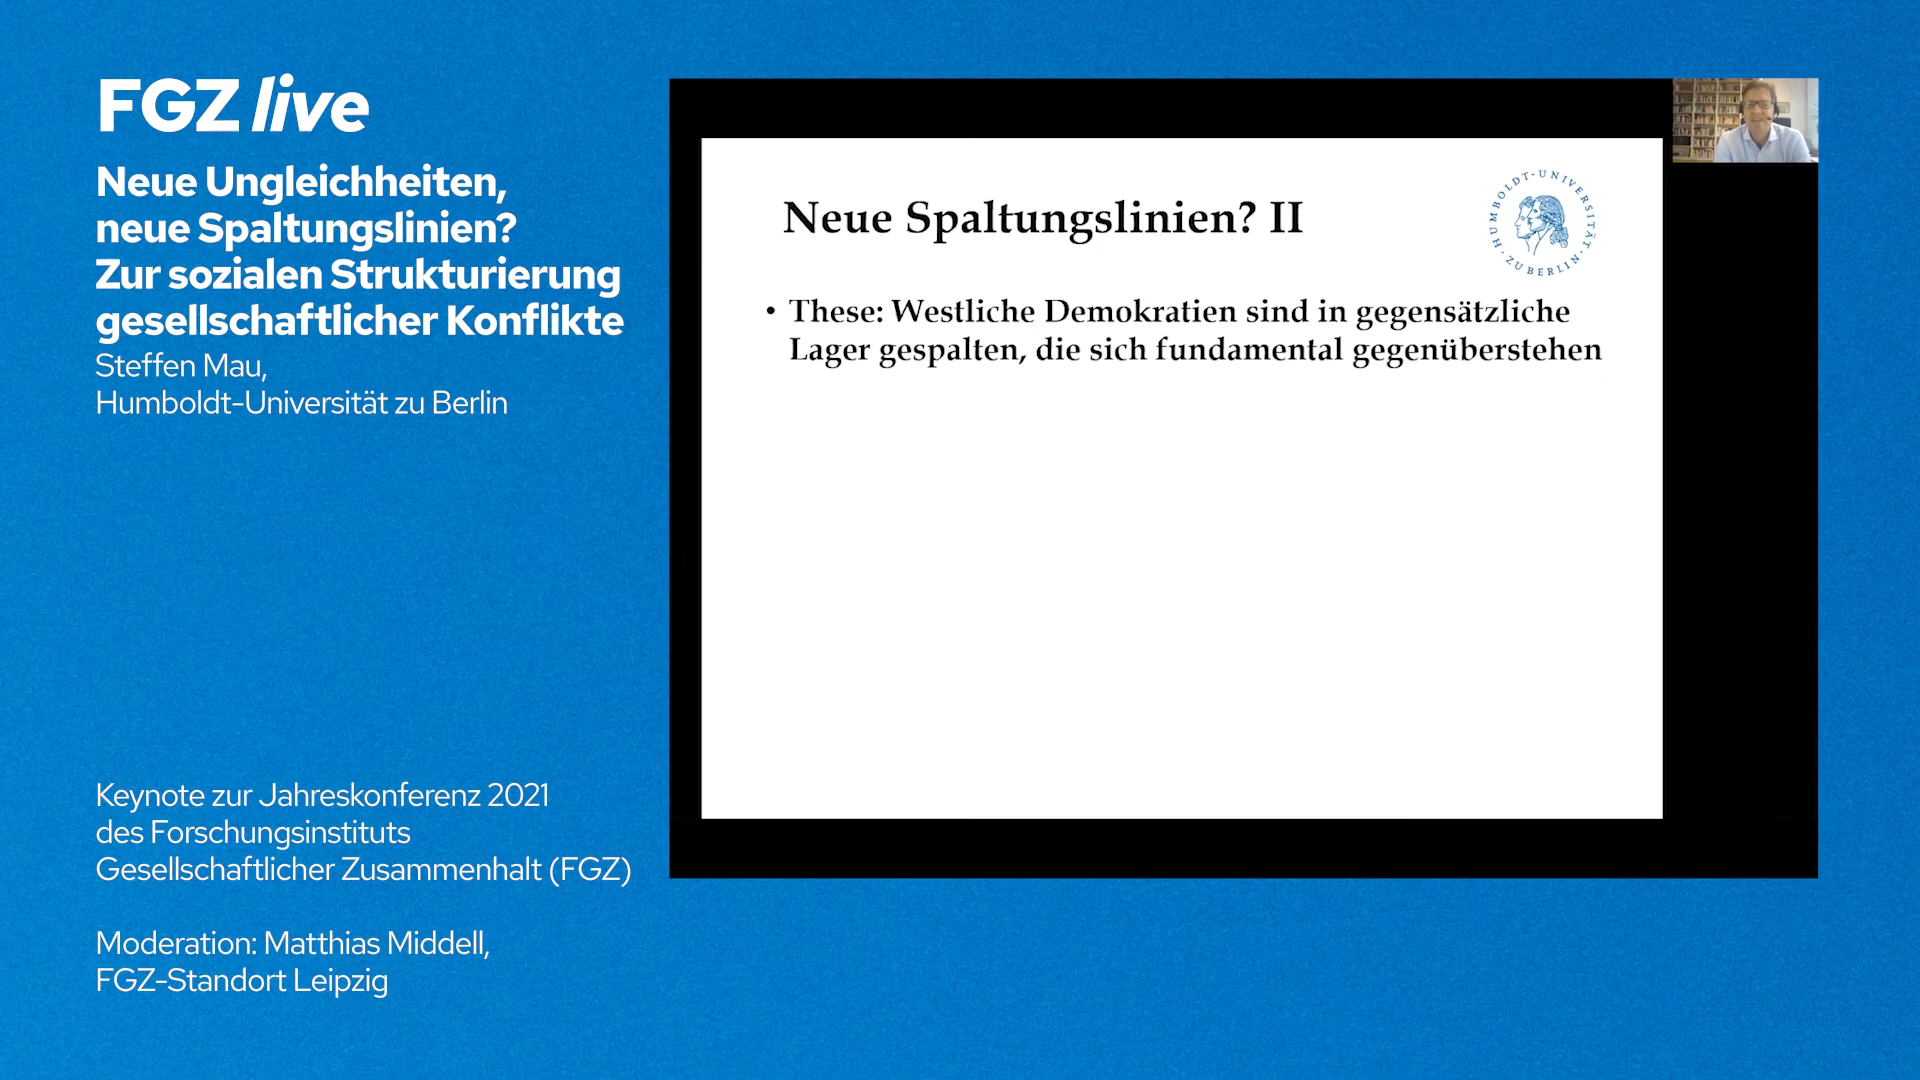 FGZ live
Neue Ungleichheiten,
neue Spaltungslinien?
Zur sozialen Strukturierung
gesellschaftlicher Konflikte
Steffen Mau,
Humboldt-Universität zu Berlin
Keynote zur Jahreskonferenz 2021
des Forschungsinstituts
Gesellschaftlicher Zusammenhalt (FGZ)
Moderation: Matthias Middell,
FGZ-Standort Leipzig
Neue Spaltungslinien? II
HUMBOLDT-UNIVERSITÄT ZU BERLIN
• These: Westliche Demokratien sind in gegensätzliche
Lager gespalten, die sich fundamental gegenüberstehen